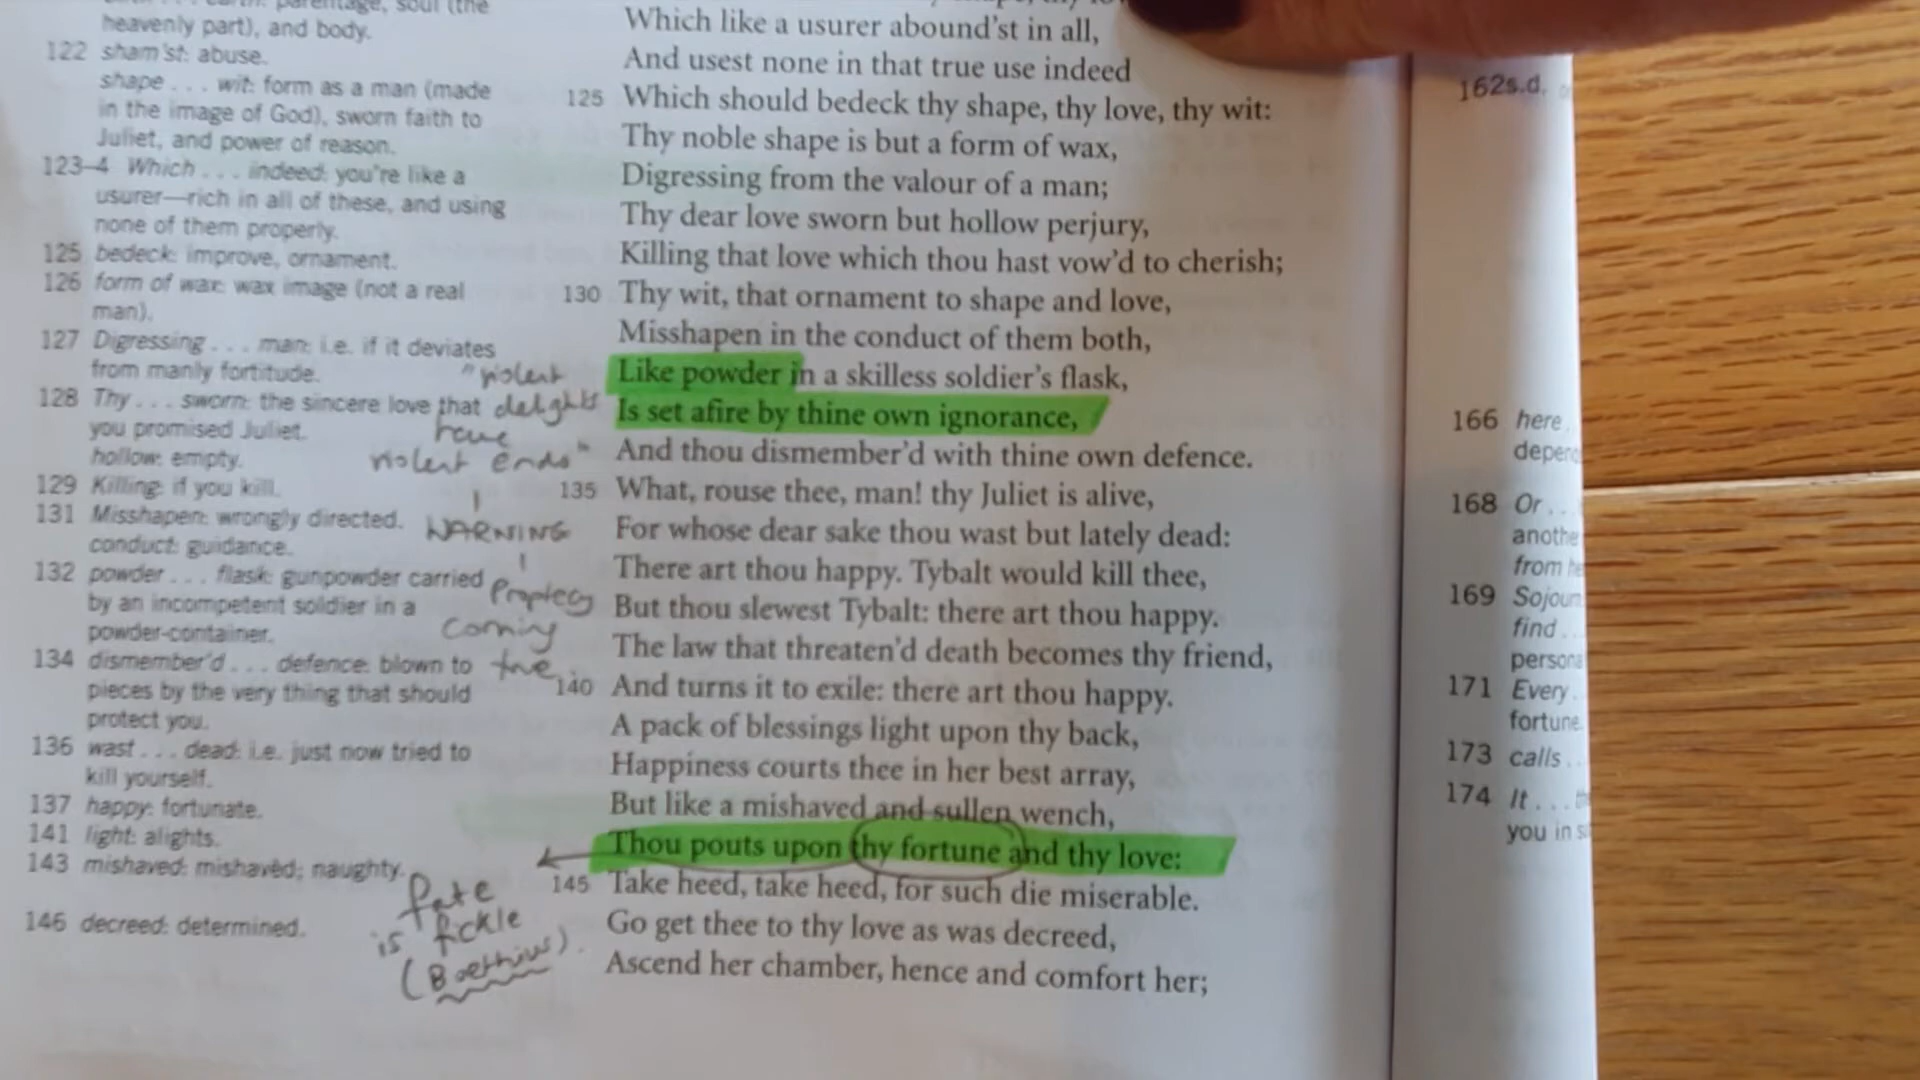 heavenly part), and body.
122 sham'st: abuse.
shape . . . wit: form as a man (made
in the image of God), sworn faith to
Juliet, and power of reason.
123–4 Which . . . indeed: you're like a
usurer—rich in all of these, and using
none of them properly.
125 bedeck: improve, ornament.
126 form of wax: wax image (not a real
man).
127 Digressing . . . man: i.e. if it deviates
from manly fortitude.
128 Thy . . . sworn: the sincere love that
you promised Juliet.
hollow: empty.
129 Killing: if you kill.
131 Misshapen: wrongly directed.
conduct: guidance.
132 powder . . . flask: gunpowder carried
by an incompetent soldier in a
powder-container.
134 dismember'd . . . defence: blown to
pieces by the very thing that should
protect you.
136 wast . . . dead: i.e. just now tried to
kill yourself.
137 happy: fortunate.
141 light: alights.
143 mishaved: mishavèd; naughty.
146 decreed: determined.
"violent
delights
have
violent ends"
WARNING
Prophecy
coming
true
fate
is fickle
(Boethius).
Which like a usurer abound'st in all,
And usest none in that true use indeed
125 Which should bedeck thy shape, thy love, thy wit:
Thy noble shape is but a form of wax,
Digressing from the valour of a man;
Thy dear love sworn but hollow perjury,
Killing that love which thou hast vow'd to cherish;
130 Thy wit, that ornament to shape and love,
Misshapen in the conduct of them both,
Like powder in a skilless soldier's flask,
Is set afire by thine own ignorance,
And thou dismember'd with thine own defence.
135 What, rouse thee, man! thy Juliet is alive,
For whose dear sake thou wast but lately dead:
There art thou happy. Tybalt would kill thee,
But thou slewest Tybalt: there art thou happy.
The law that threaten'd death becomes thy friend,
140 And turns it to exile: there art thou happy.
A pack of blessings light upon thy back,
Happiness courts thee in her best array,
But like a mishaved and sullen wench,
Thou pouts upon thy fortune and thy love:
145 Take heed, take heed, for such die miserable.
Go get thee to thy love as was decreed,
Ascend her chamber, hence and comfort her;
162s.d.
166 here
168 Or . . .
169 Sojourn
find . . .
171 Every
fortune
173 calls . . .
174 It . . .
you in